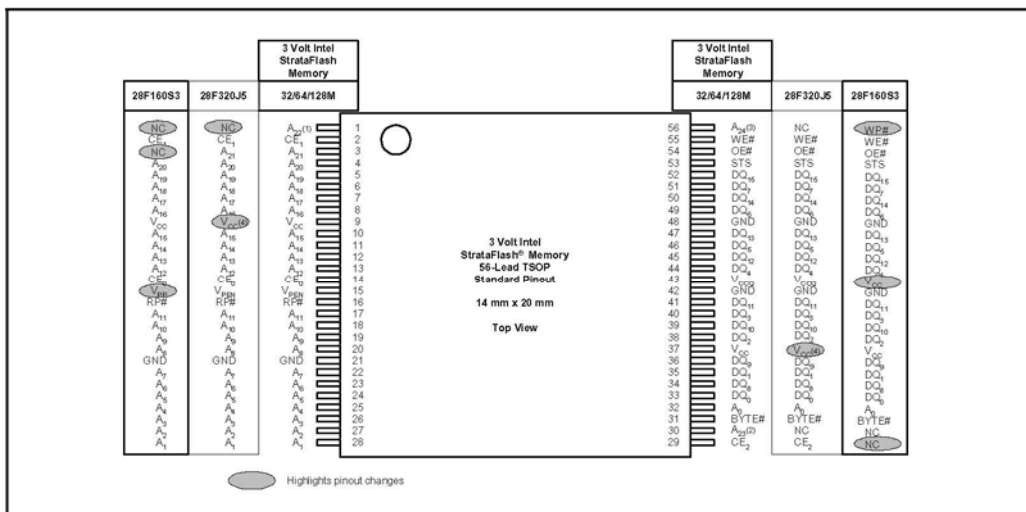 3 Volt Intel
StrataFlash
Memory
3 Volt Intel
StrataFlash
Memory
28F160S3 28F320J5 32/64/128M
32/64/128M 28F320J5 28F160S3
NC NC A22(1) 1 56 A24(3) NC WP#
CE1 CE1 CE1 2 55 WE# WE# WE#
NC A21 A21 3 54 OE# OE# OE#
A20 A20 A20 4 53 STS STS STS
A19 A19 A19 5 52 DQ15 DQ15 DQ15
A18 A18 A18 6 51 DQ7 DQ7 DQ7
A17 A17 A17 7 50 DQ14 DQ14 DQ14
A16 A16 A16 8 49 DQ6 DQ6 DQ6
VCC VCC(4) VCC 9 48 GND GND GND
A15 A15 A15 10 47 DQ13 DQ13 DQ13
A14 A14 A14 11 46 DQ5 DQ5 DQ5
A13 A13 A13 12 45 DQ12 DQ12 DQ12
A12 A12 A12 13 44 DQ4 DQ4 DQ4
CE0 CE0 CE0 14 43 VCCQ VCCQ VCC
VPP VPEN VPEN 15 42 GND GND GND
RP# RP# RP# 16 41 DQ11 DQ11 DQ11
A11 A11 A11 17 40 DQ3 DQ3 DQ3
A10 A10 A10 18 39 DQ10 DQ10 DQ10
A9 A9 A9 19 38 DQ2 DQ2 DQ2
A8 A8 A8 20 37 VCC VCC(4) VCC
GND GND GND 21 36 DQ9 DQ9 DQ9
A7 A7 A7 22 35 DQ1 DQ1 DQ1
A6 A6 A6 23 34 DQ8 DQ8 DQ8
A5 A5 A5 24 33 DQ0 DQ0 DQ0
A4 A4 A4 25 32 A0 A0 A0
A3 A3 A3 26 31 BYTE# BYTE# BYTE#
A2 A2 A2 27 30 A23(2) NC NC
A1 A1 A1 28 29 CE2 CE2 NC
3 Volt Intel
StrataFlash® Memory
56-Lead TSOP
Standard Pinout
14 mm x 20 mm
Top View
Highlights pinout changes